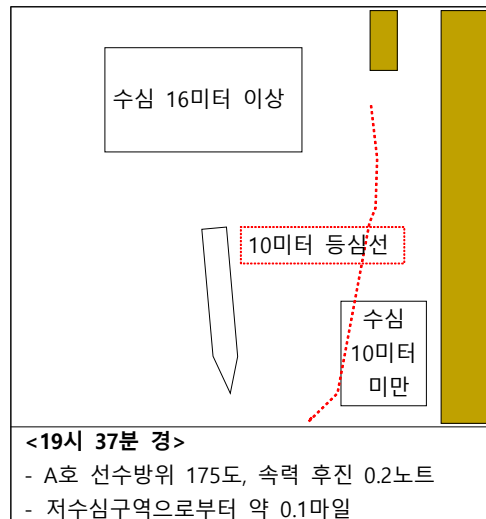 수심 16미터 이상
10미터 등심선
수심
10미터
미만
<19시 37분 경>
- A호 선수방위 175도, 속력 후진 0.2노트
- 저수심구역으로부터 약 0.1마일